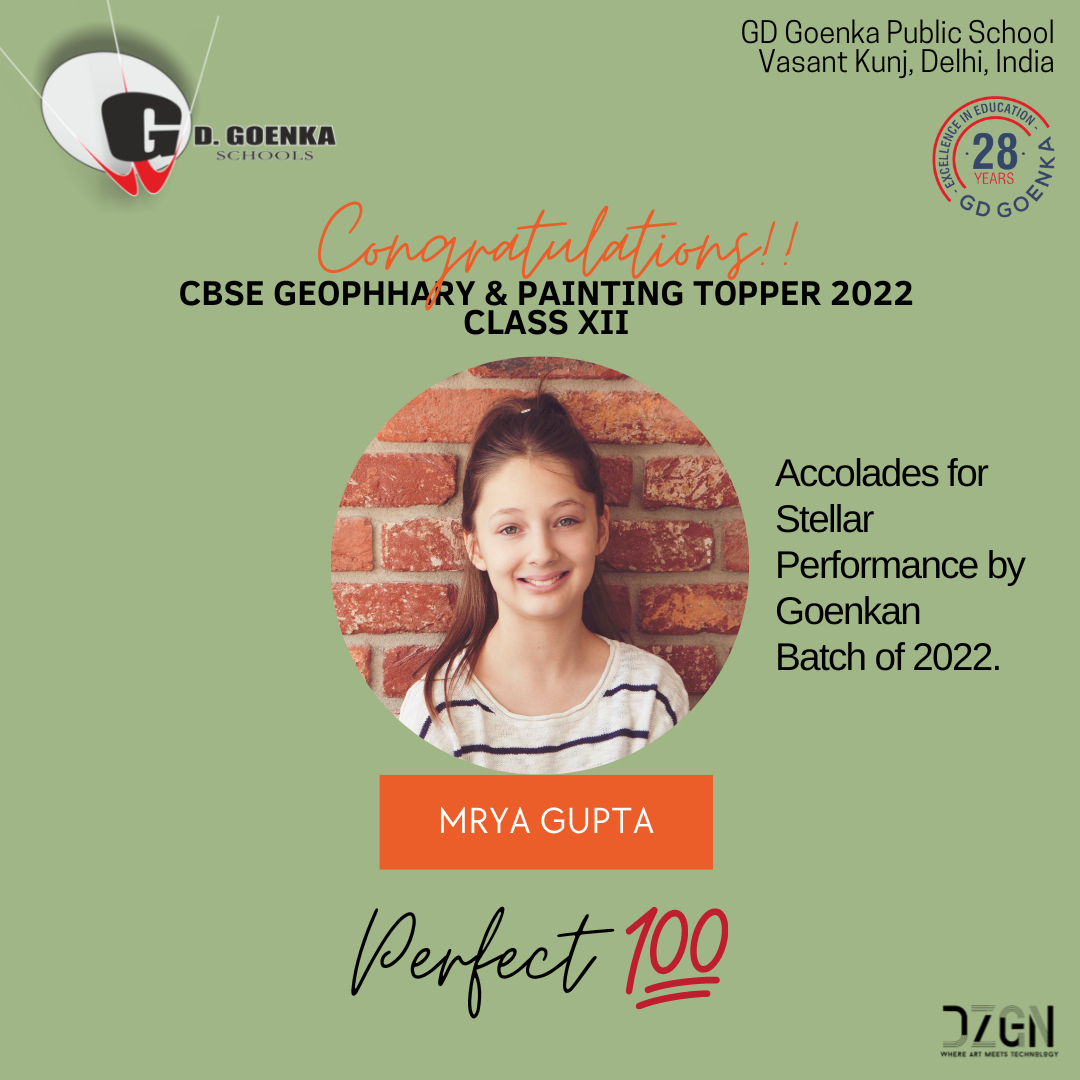 GD Goenka Public School
Vasant Kunj, Delhi, India
G D. GOENKA
SCHOOLS
- EXCELLENCE IN EDUCATION -
· 28 ·
YEARS
GD GOENKA
Congratulations!!
CBSE GEOPHHARY & PAINTING TOPPER 2022
CLASS XII
Accolades for
Stellar
Performance by
Goenkan
Batch of 2022.
MRYA GUPTA
Perfect 100
DZGN
WHERE ART MEETS TECHNOLOGY